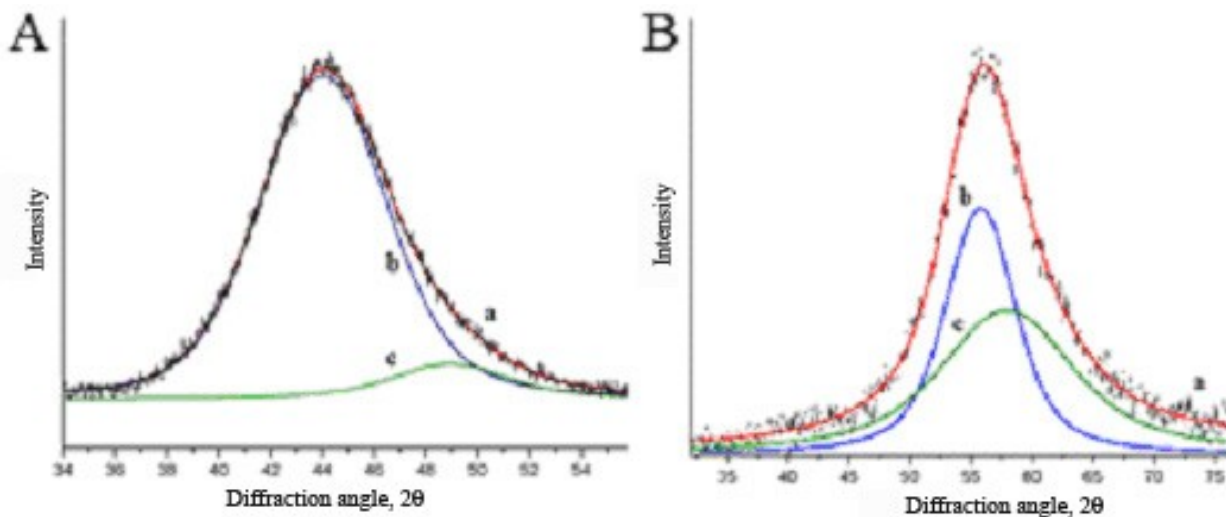 A
B
Intensity
b
a
c
34 36 38 40 42 44 46 48 50 52 54
Diffraction angle, 2θ
Intensity
b
c
a
35 40 45 50 55 60 65 70 75
Diffraction angle, 2θ